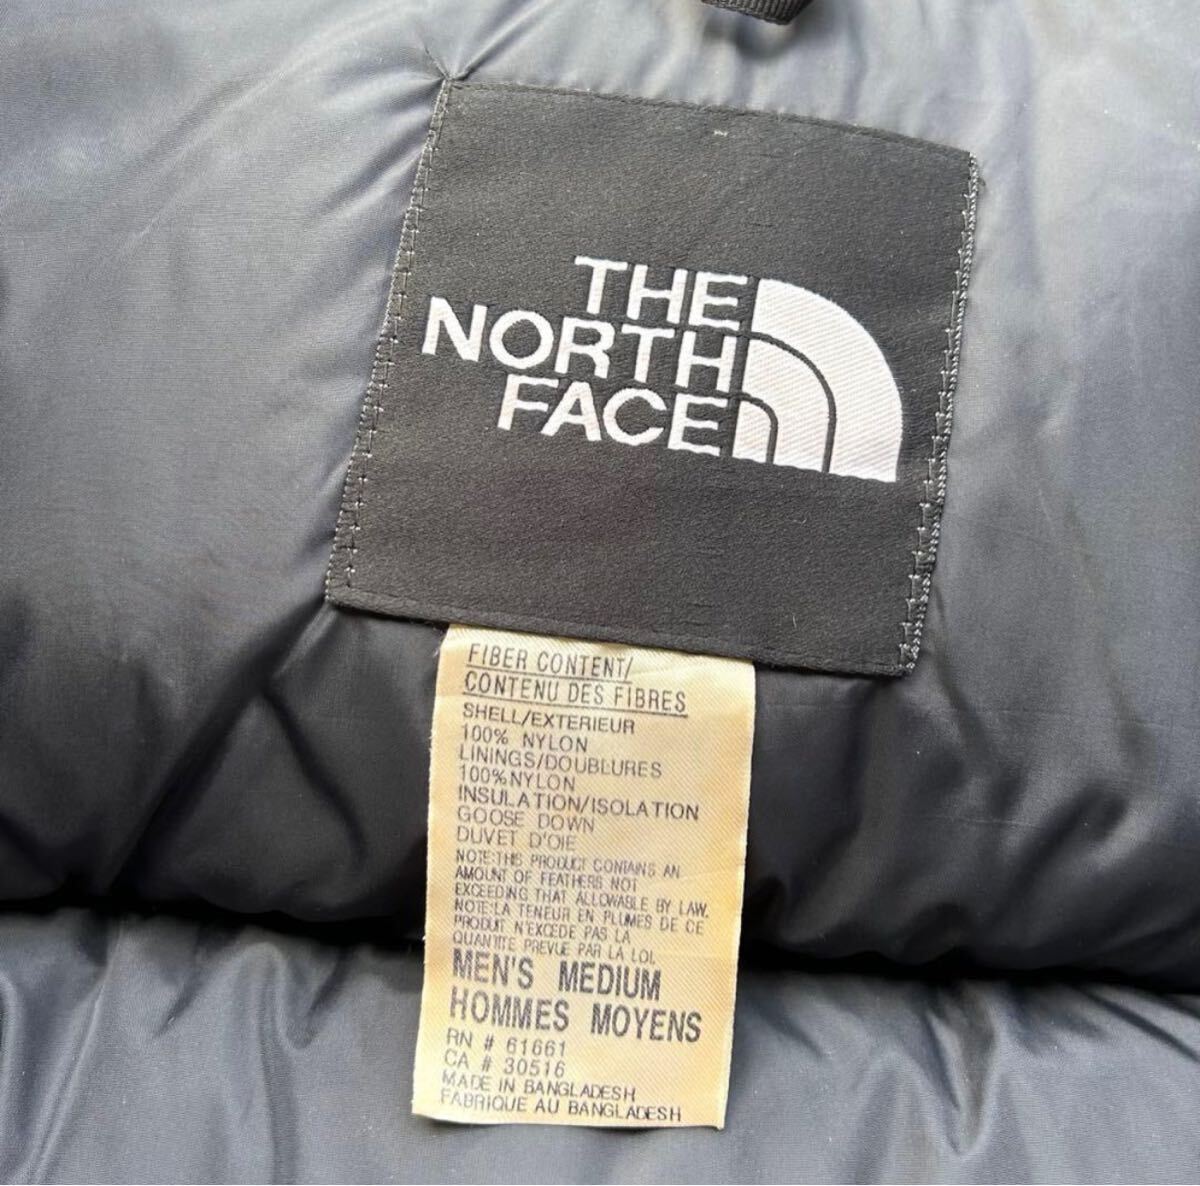 THE
NORTH
FACE
FIBER CONTENT/
CONTENU DES FIBRES
SHELL/EXTERIEUR
100% NYLON
LININGS/DOUBLURES
100%NYLON
INSULATION/ISOLATION
GOOSE DOWN
DUVET D'OIE
NOTE:THIS PRODUCT CONTAINS AN
AMOUNT OF FEATHERS NOT
EXCEEDING THAT ALLOWABLE BY LAW.
NOTE:LA TENEUR EN PLUMES DE CE
PRODUIT N'EXCEDE PAS LA
QUANTITE PREVUE PAR LA LOI.
MEN'S MEDIUM
HOMMES MOYENS
RN # 61661
CA # 30516
MADE IN BANGLADESH
FABRIQUE AU BANGLADESH